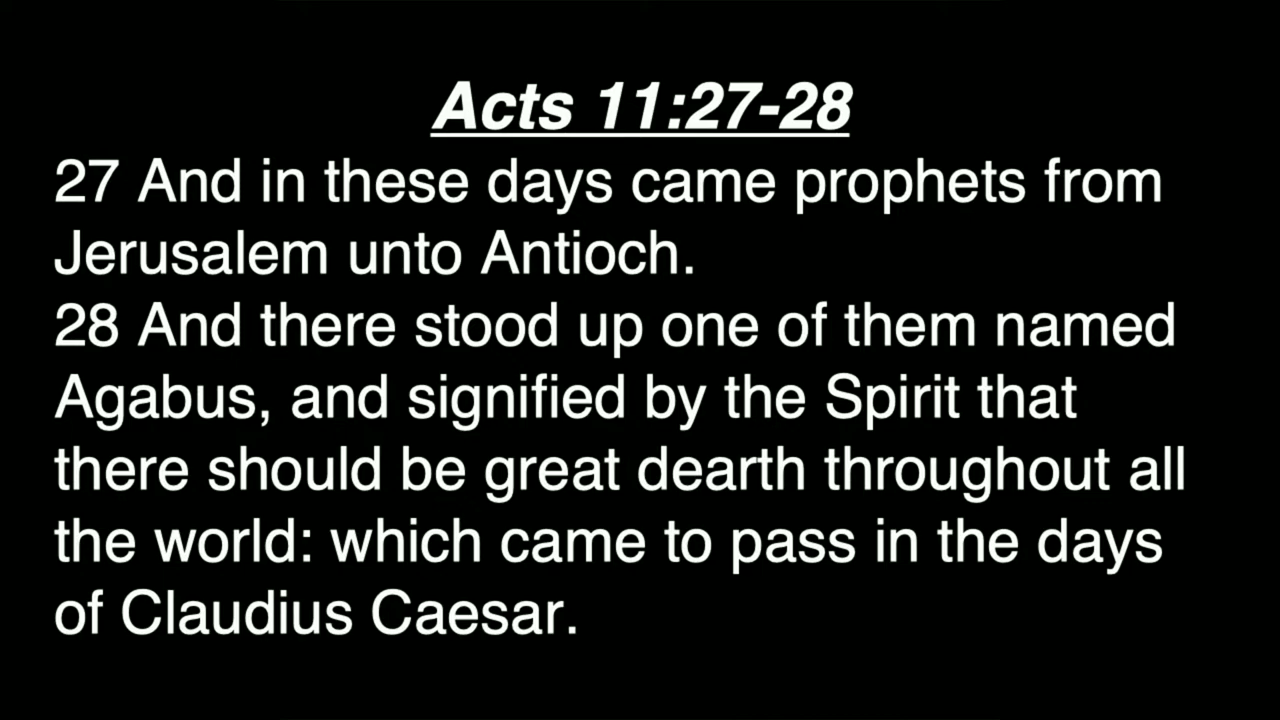 Acts 11:27-28
27 And in these days came prophets from
Jerusalem unto Antioch.
28 And there stood up one of them named
Agabus, and signified by the Spirit that
there should be great dearth throughout all
the world: which came to pass in the days
of Claudius Caesar.